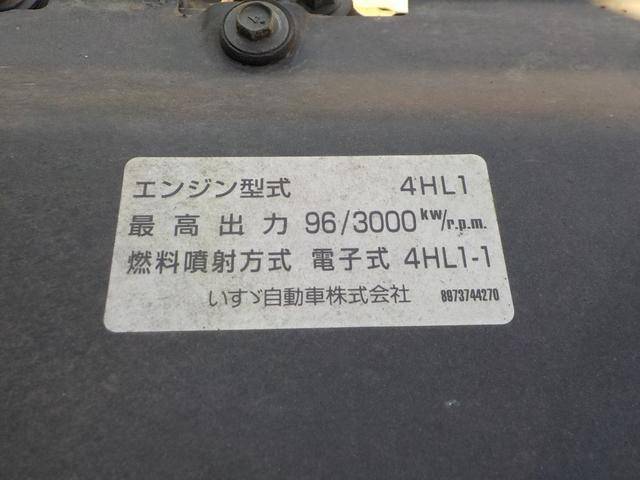 エンジン型式 4HL1
最高出力 96/3000 kw/r.p.m.
燃料噴射方式 電子式 4HL1-1
いすゞ自動車株式会社 8973744270